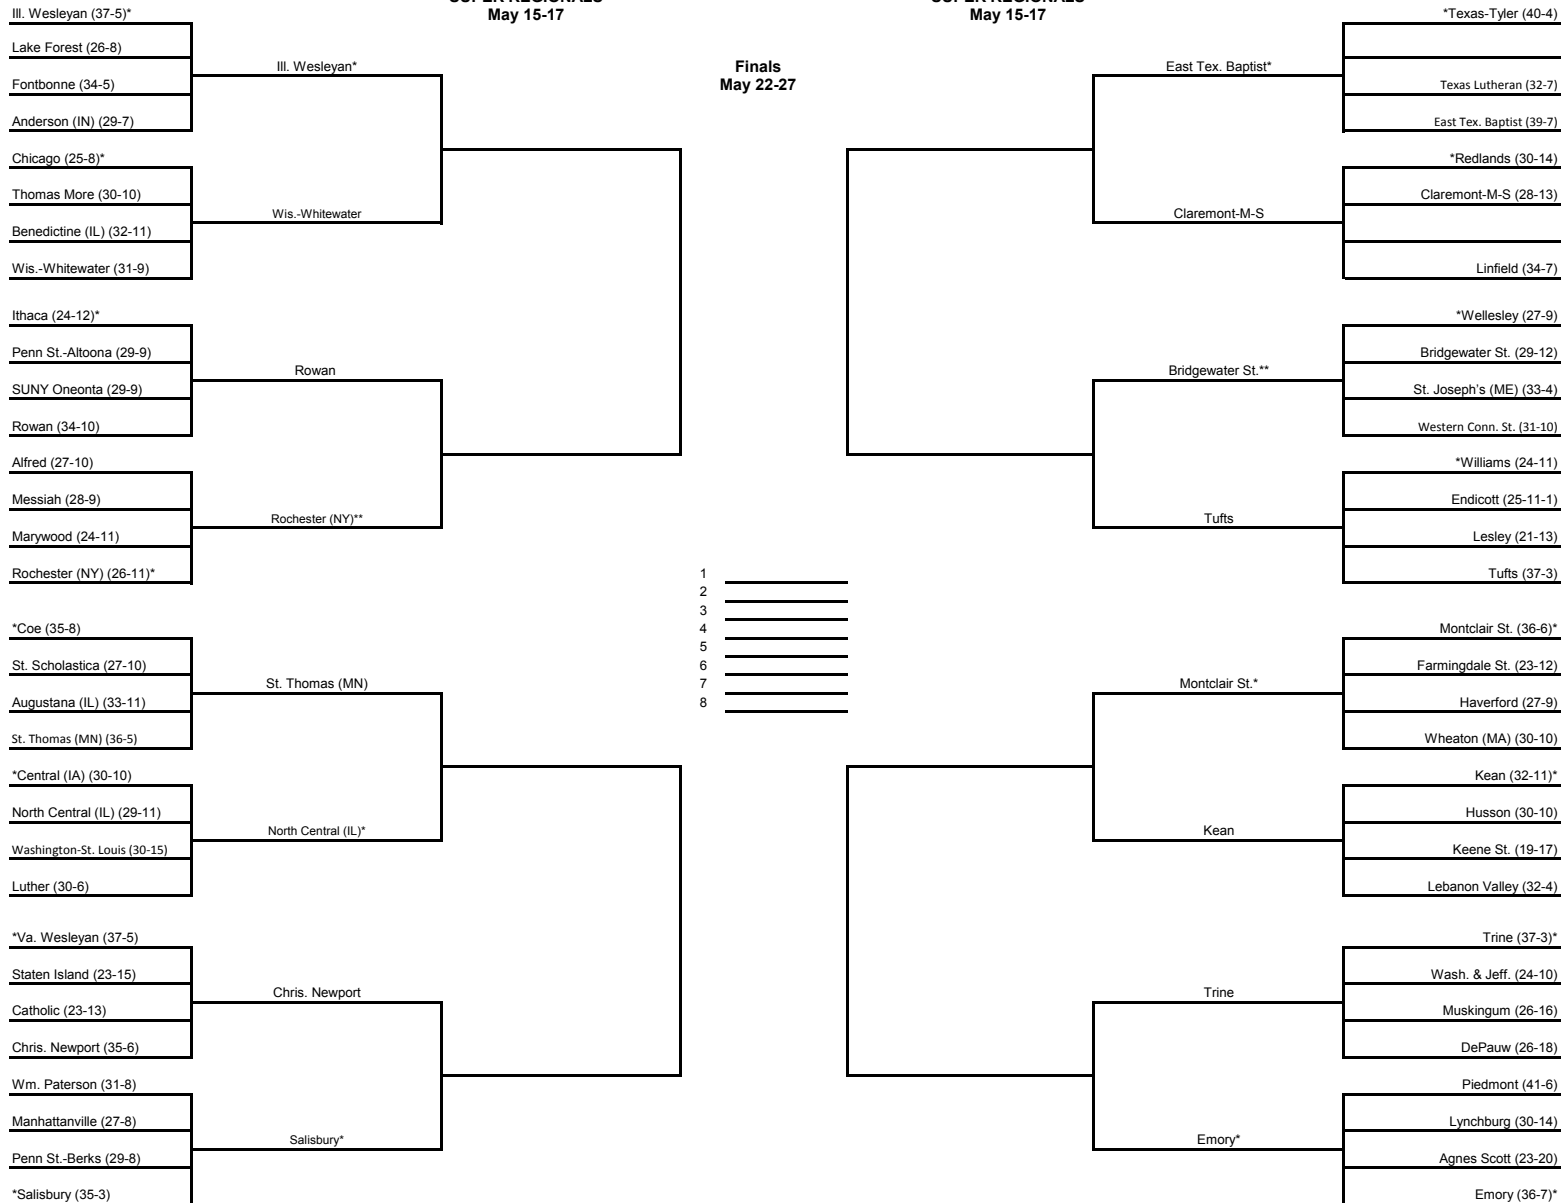 SUPER REGIONALS
May 15-17
SUPER REGIONALS
May 15-17
Finals
May 22-27
Ill. Wesleyan (37-5)*
Lake Forest (26-8)
Fontbonne (34-5)
Anderson (IN) (29-7)
Chicago (25-8)*
Thomas More (30-10)
Benedictine (IL) (32-11)
Wis.-Whitewater (31-9)
Ithaca (24-12)*
Penn St.-Altoona (29-9)
SUNY Oneonta (29-9)
Rowan (34-10)
Alfred (27-10)
Messiah (28-9)
Marywood (24-11)
Rochester (NY) (26-11)*
*Coe (35-8)
St. Scholastica (27-10)
Augustana (IL) (33-11)
St. Thomas (MN) (36-5)
*Central (IA) (30-10)
North Central (IL) (29-11)
Washington-St. Louis (30-15)
Luther (30-6)
*Va. Wesleyan (37-5)
Staten Island (23-15)
Catholic (23-13)
Chris. Newport (35-6)
Wm. Paterson (31-8)
Manhattanville (27-8)
Penn St.-Berks (29-8)
*Salisbury (35-3)
Ill. Wesleyan*
Wis.-Whitewater
Rowan
Rochester (NY)**
St. Thomas (MN)
North Central (IL)*
Chris. Newport
Salisbury*
1
2
3
4
5
6
7
8
East Tex. Baptist*
Claremont-M-S
Bridgewater St.**
Tufts
Montclair St.*
Kean
Trine
Emory*
*Texas-Tyler (40-4)
Texas Lutheran (32-7)
East Tex. Baptist (39-7)
*Redlands (30-14)
Claremont-M-S (28-13)
Linfield (34-7)
*Wellesley (27-9)
Bridgewater St. (29-12)
St. Joseph's (ME) (33-4)
Western Conn. St. (31-10)
*Williams (24-11)
Endicott (25-11-1)
Lesley (21-13)
Tufts (37-3)
Montclair St. (36-6)*
Farmingdale St. (23-12)
Haverford (27-9)
Wheaton (MA) (30-10)
Kean (32-11)*
Husson (30-10)
Keene St. (19-17)
Lebanon Valley (32-4)
Trine (37-3)*
Wash. & Jeff. (24-10)
Muskingum (26-16)
DePauw (26-18)
Piedmont (41-6)
Lynchburg (30-14)
Agnes Scott (23-20)
Emory (36-7)*